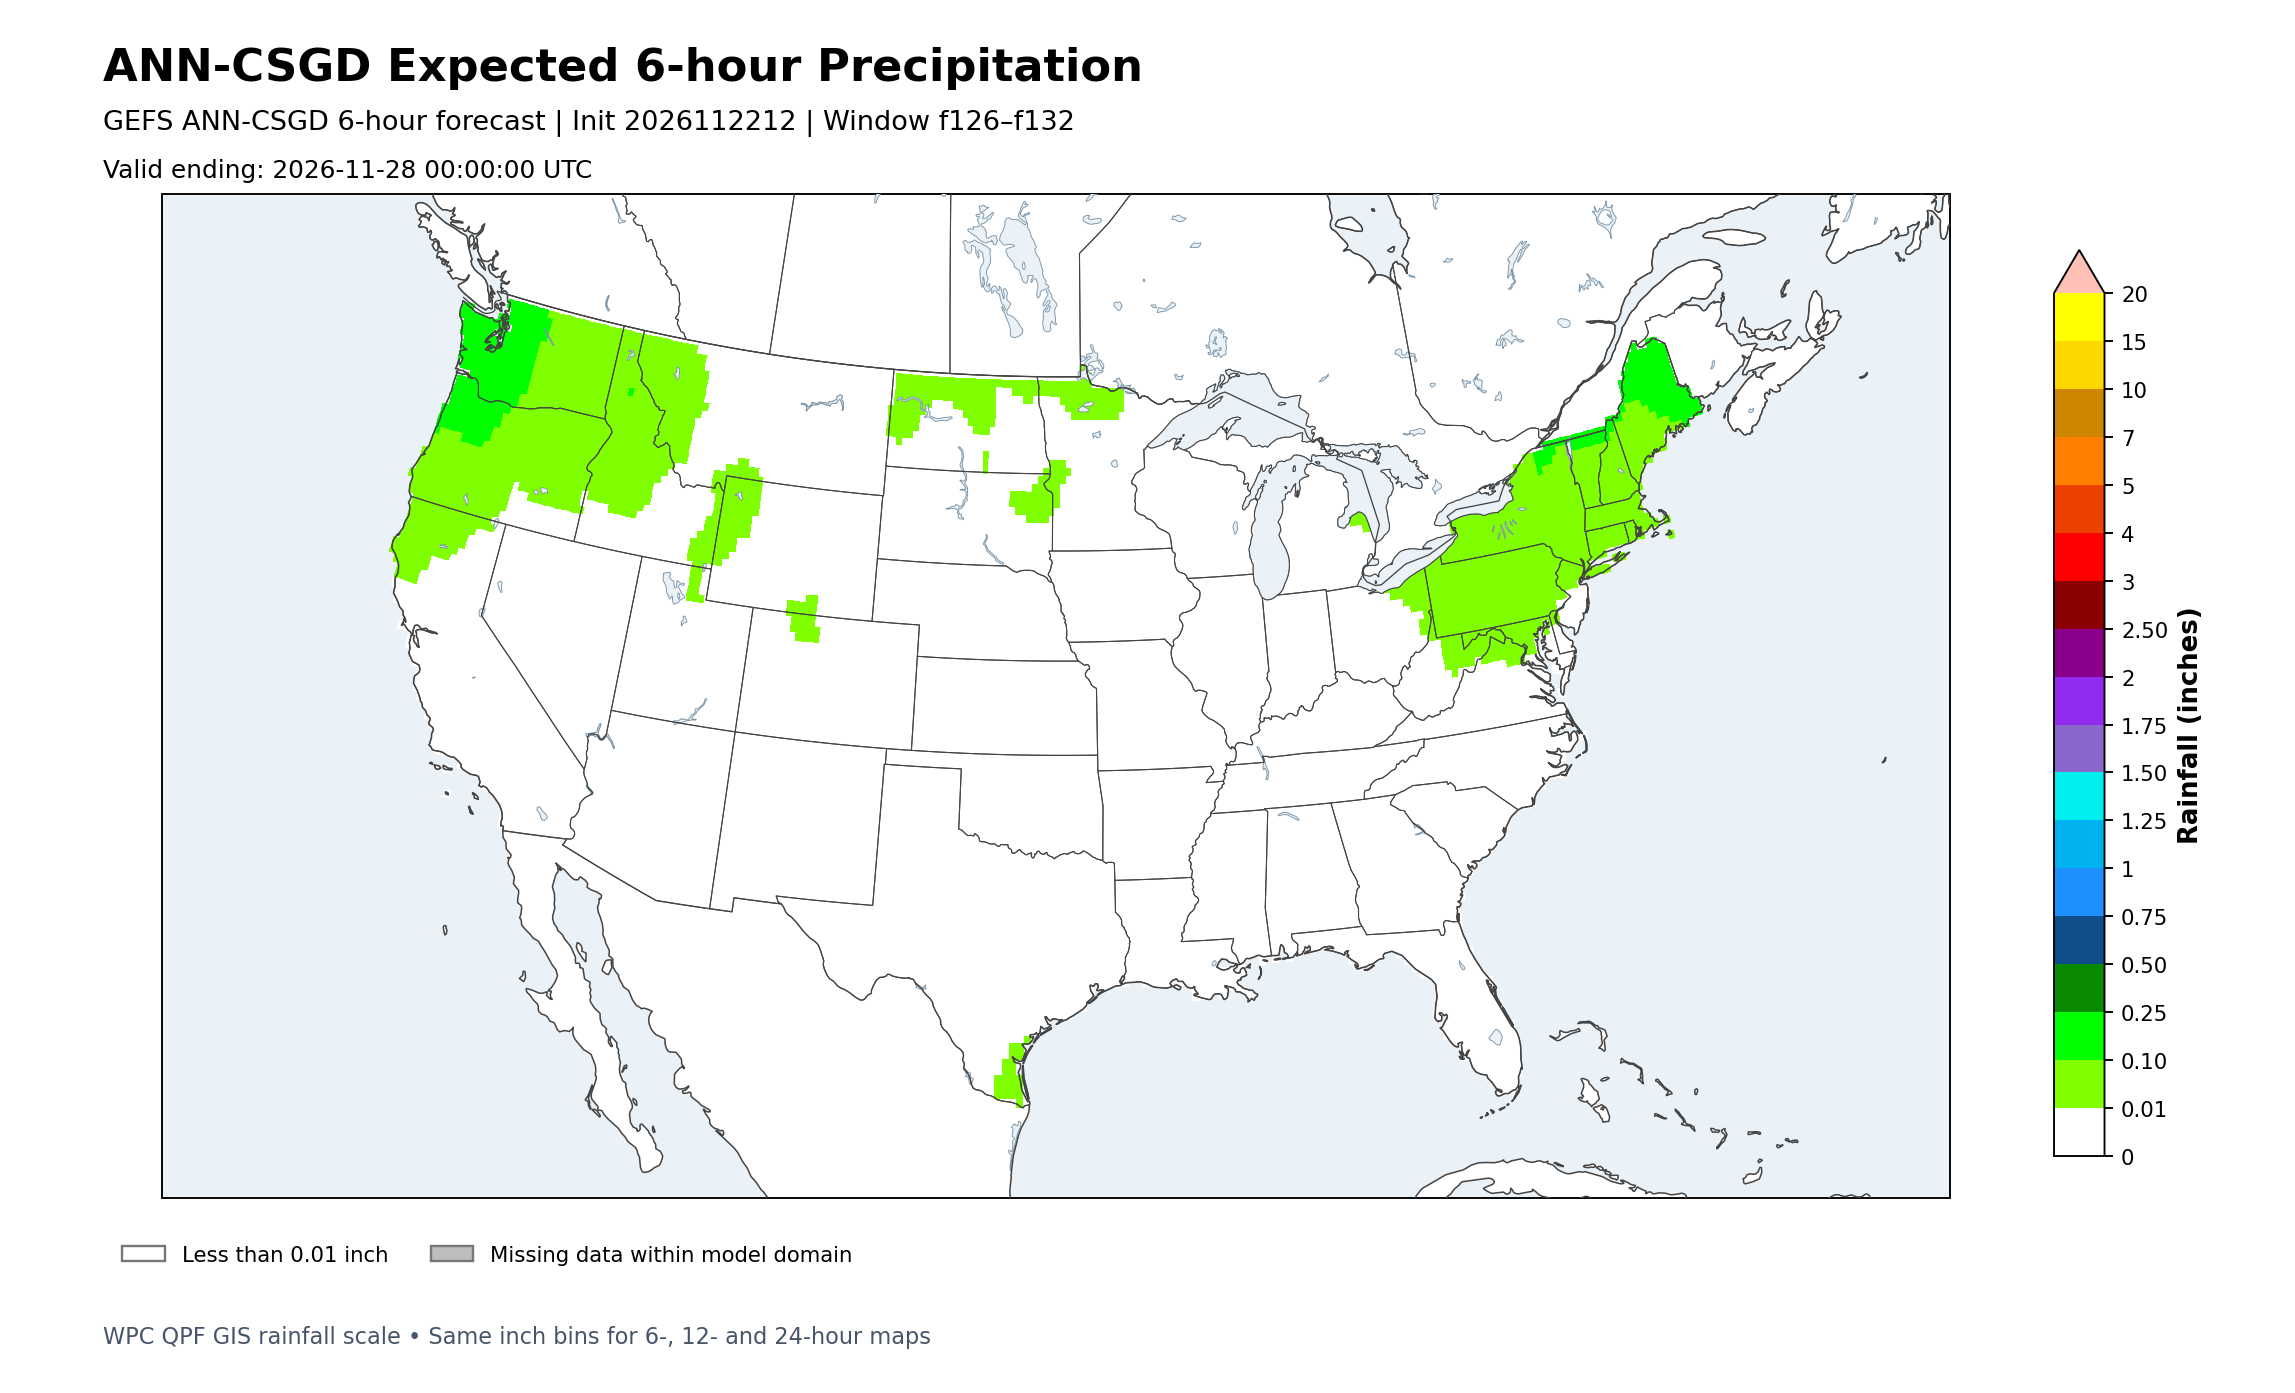 ANN-CSGD Expected 6-hour Precipitation
GEFS ANN-CSGD 6-hour forecast | Init 2026112212 | Window f126–f132
Valid ending: 2026-11-28 00:00:00 UTC
20
15
10
7
5
4
3
2.50
2
1.75
1.50
1.25
1
0.75
0.50
0.25
0.10
0.01
0
Rainfall (inches)
Less than 0.01 inch
Missing data within model domain
WPC QPF GIS rainfall scale • Same inch bins for 6-, 12- and 24-hour maps